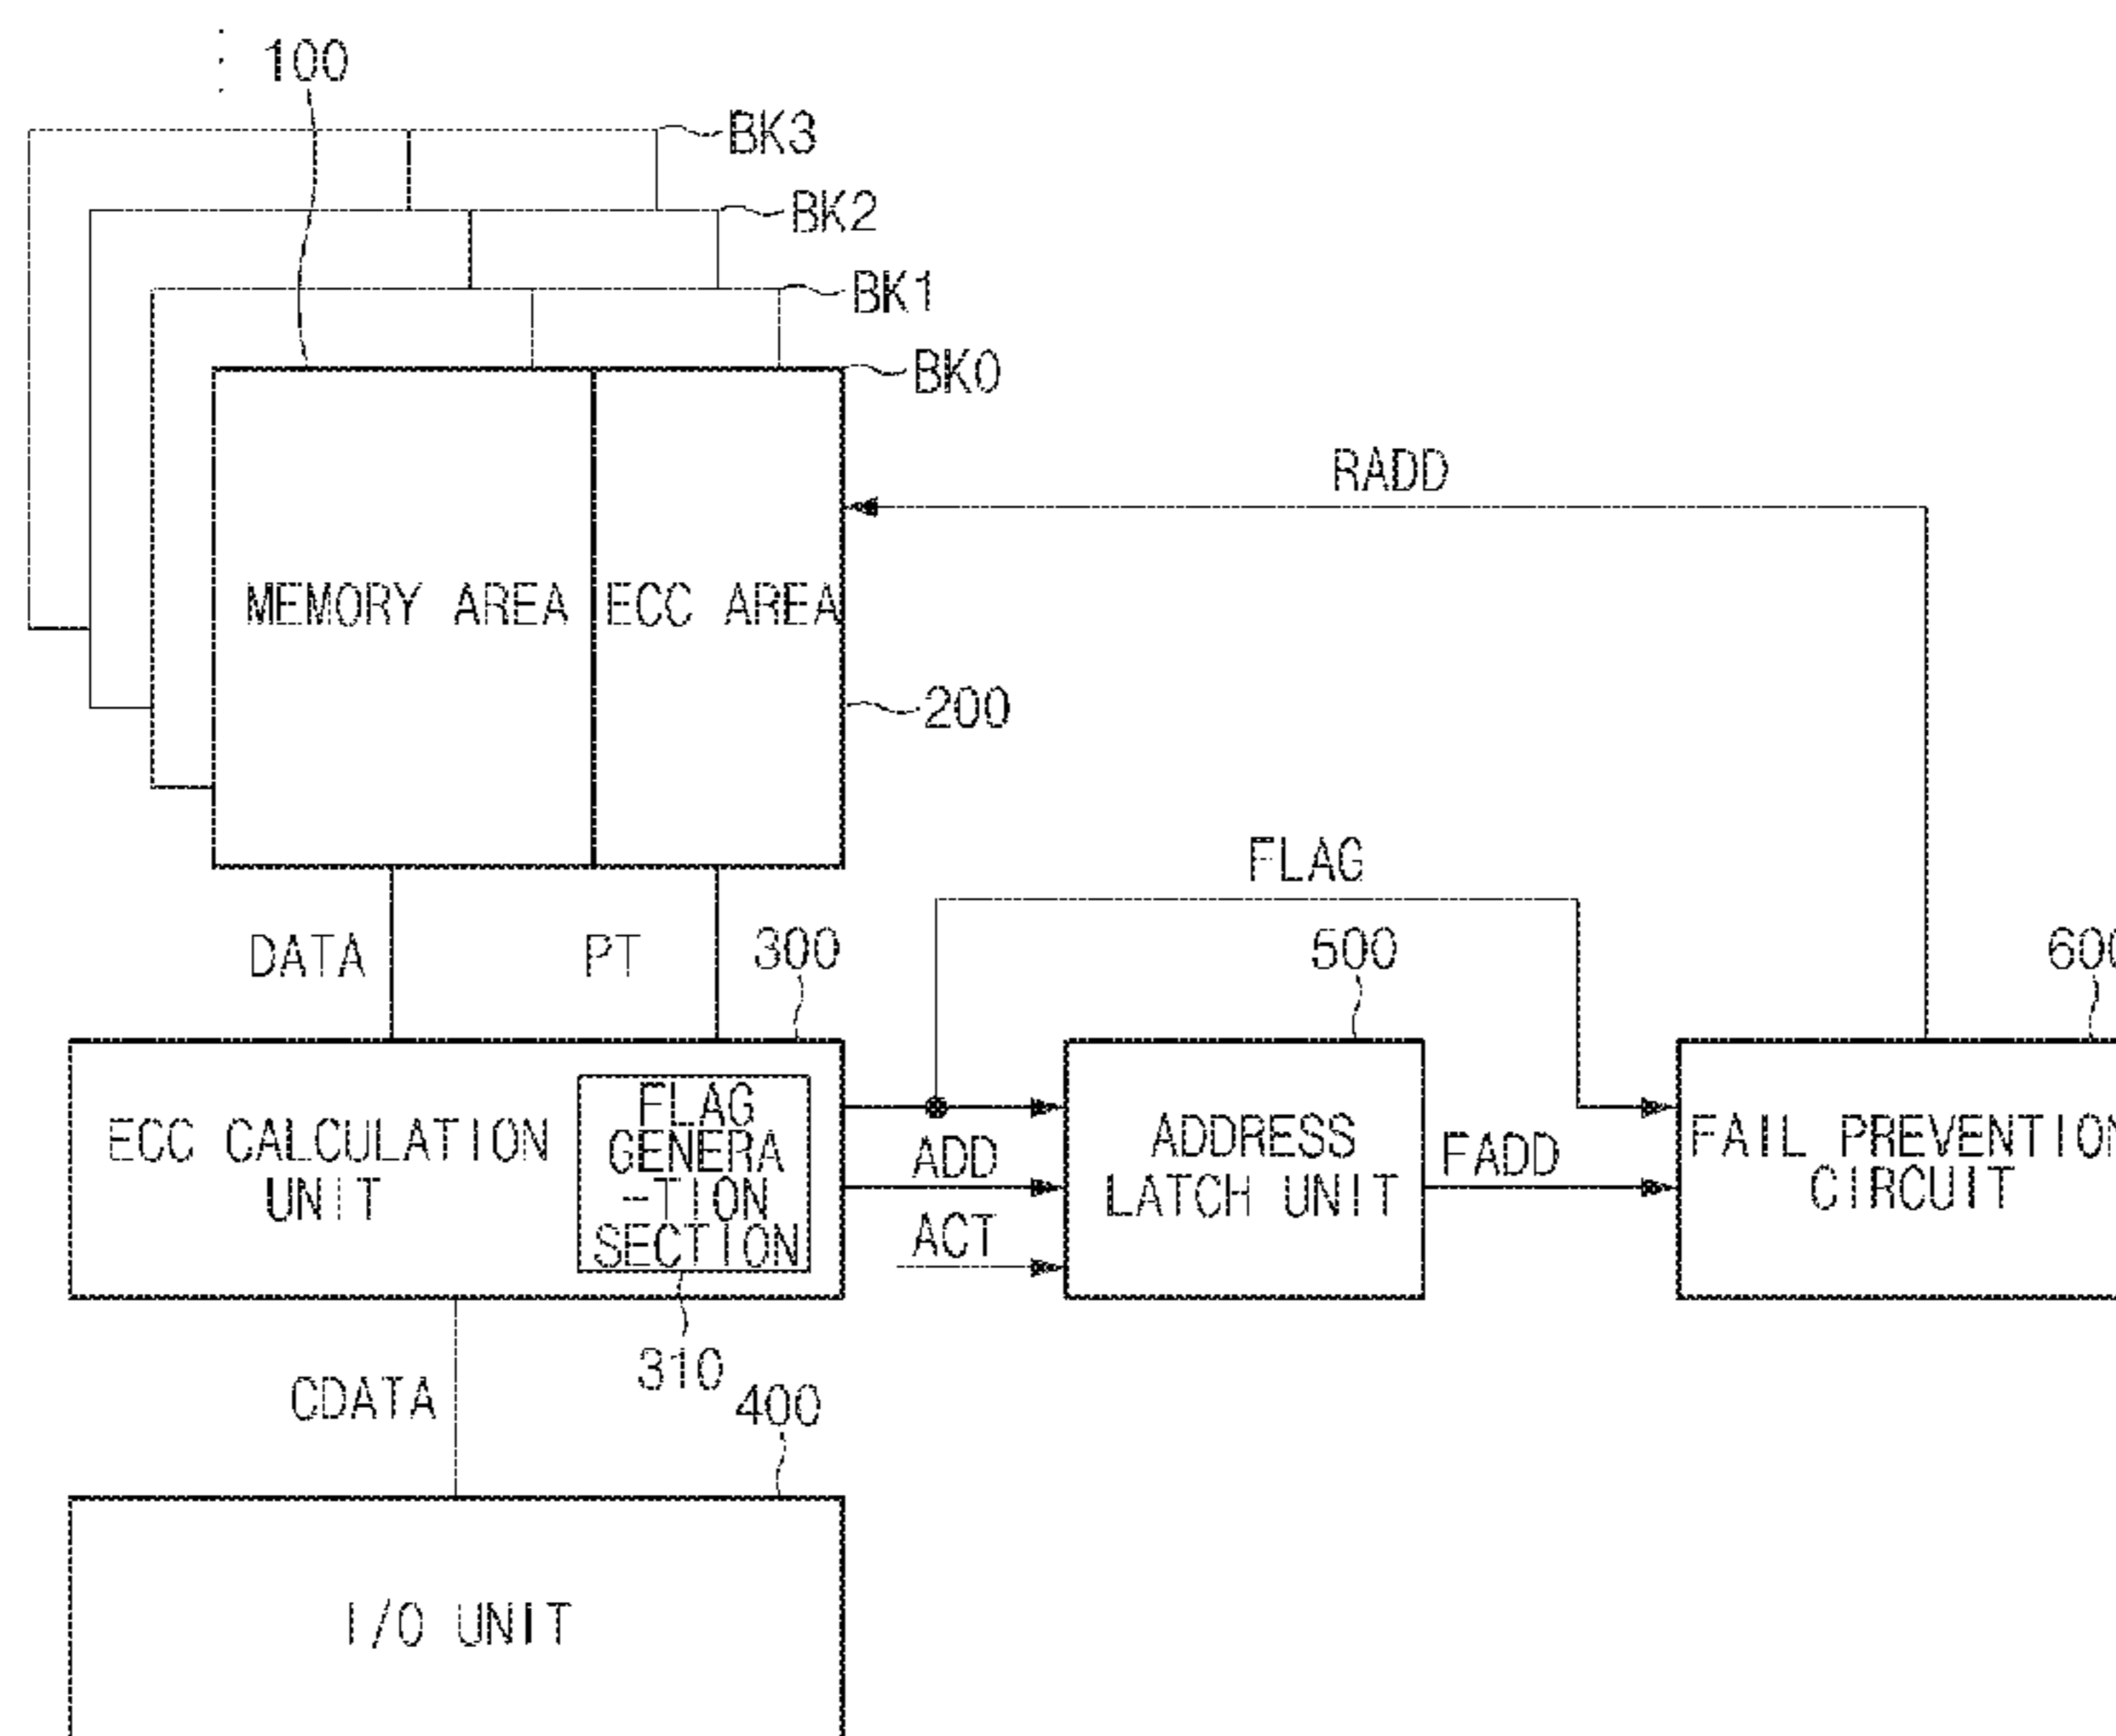 100
BK3
BK2
BK1
BK0
RADD
MEMORY AREA
ECC AREA
200
FLAG
DATA
PT
300
500
600
ECC CALCULATION
UNIT
FLAG
GENERA
-TION
SECTION
ADD
ACT
ADDRESS
LATCH UNIT
FADD
FAIL PREVENTION
CIRCUIT
310
CDATA
400
I/O UNIT